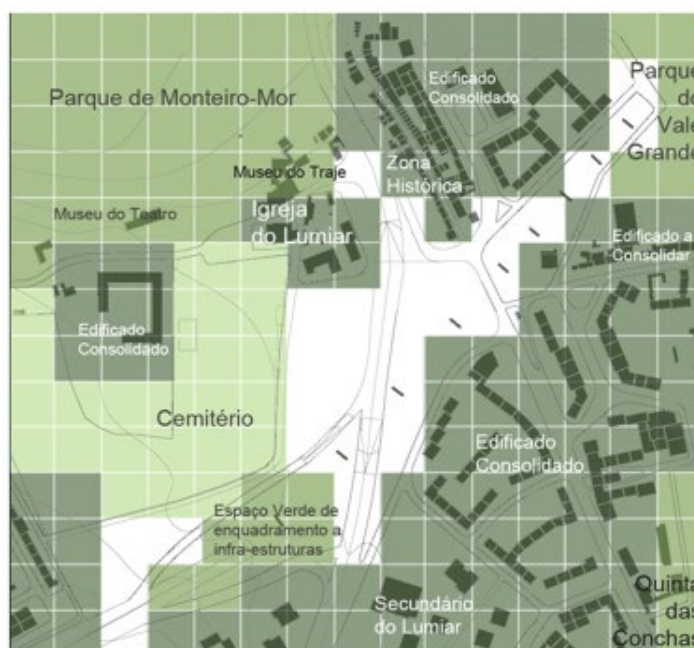 Parque de Monteiro-Mor
Edificado
Consolidado
Parque
do
Vale
Grande
Museu do Traje
Zona
Histórica
Museu do Teatro
Igreja
do Lumiar
Edificado a
Consolidar
Edificado
Consolidado
Cemitério
Edificado
Consolidado
Espaço Verde de
enquadramento a
infra-estruturas
Secundário
do Lumiar
Quinta
das
Conchas